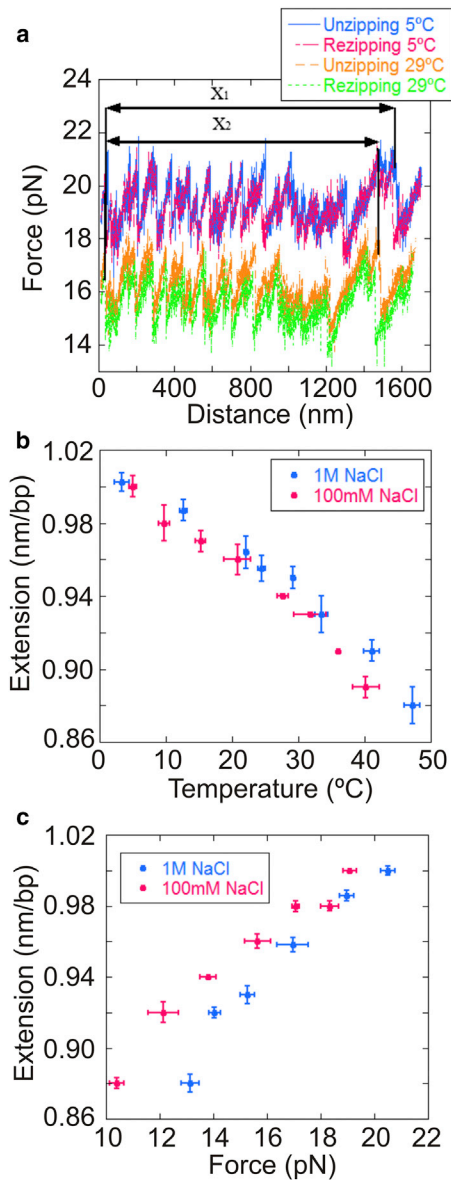 a
Unzipping 5ºC
Rezipping 5ºC
Unzipping 29ºC
Rezipping 29ºC
24
22
20
18
16
14
13
Force (pN)
X1
X2
0
400
800
1200
1600
Distance (nm)
b
1.02
0.98
0.94
0.90
0.86
Extension (nm/bp)
1M NaCl
100mM NaCl
0
10
20
30
40
50
Temperature (ºC)
c
1.02
0.98
0.94
0.90
0.86
Extension (nm/bp)
1M NaCl
100mM NaCl
10
12
14
16
18
20
22
Force (pN)